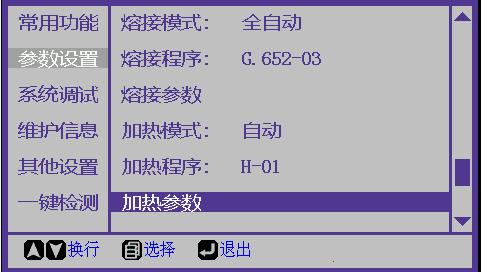 常用功能
参数设置
系统调试
维护信息
其他设置
一键检测
熔接模式: 全自动
熔接程序: G.652-03
熔接参数
加热模式: 自动
加热程序: H-01
加热参数
换行 选择 退出